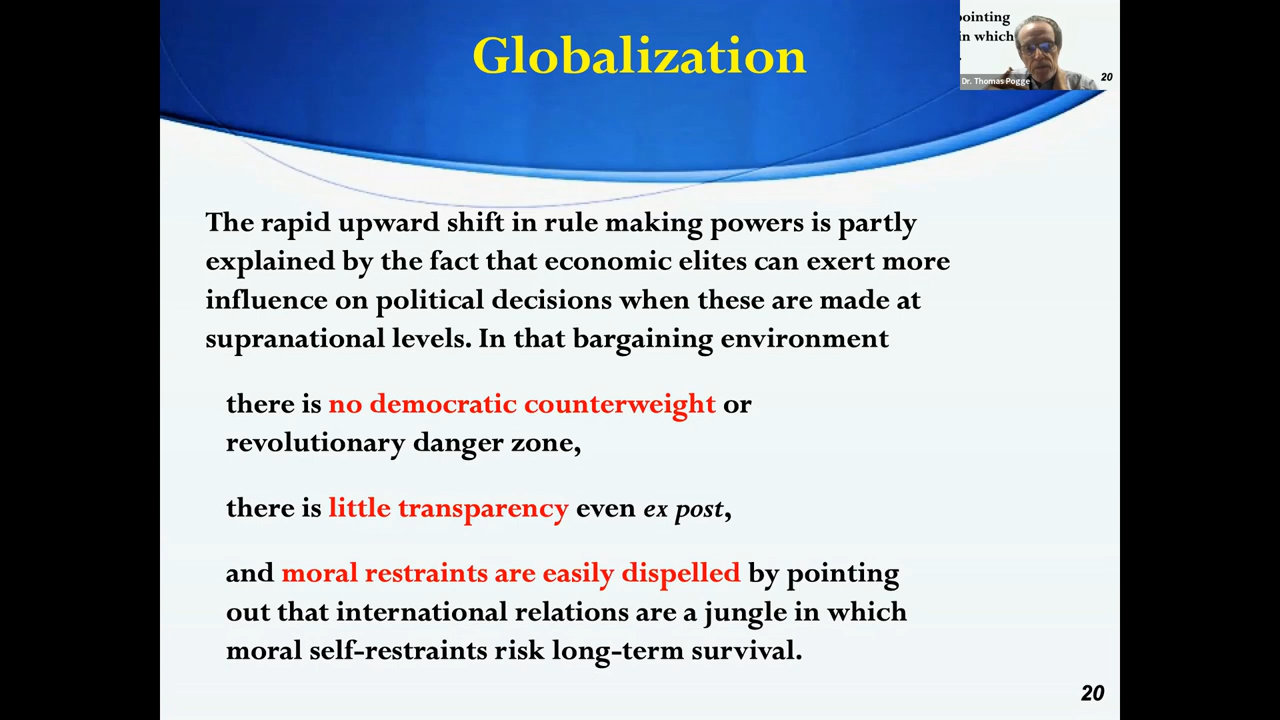 Globalization
pointing
in which
Dr. Thomas Pogge
20
The rapid upward shift in rule making powers is partly
explained by the fact that economic elites can exert more
influence on political decisions when these are made at
supranational levels. In that bargaining environment
there is no democratic counterweight or
revolutionary danger zone,
there is little transparency even ex post,
and moral restraints are easily dispelled by pointing
out that international relations are a jungle in which
moral self-restraints risk long-term survival.
20